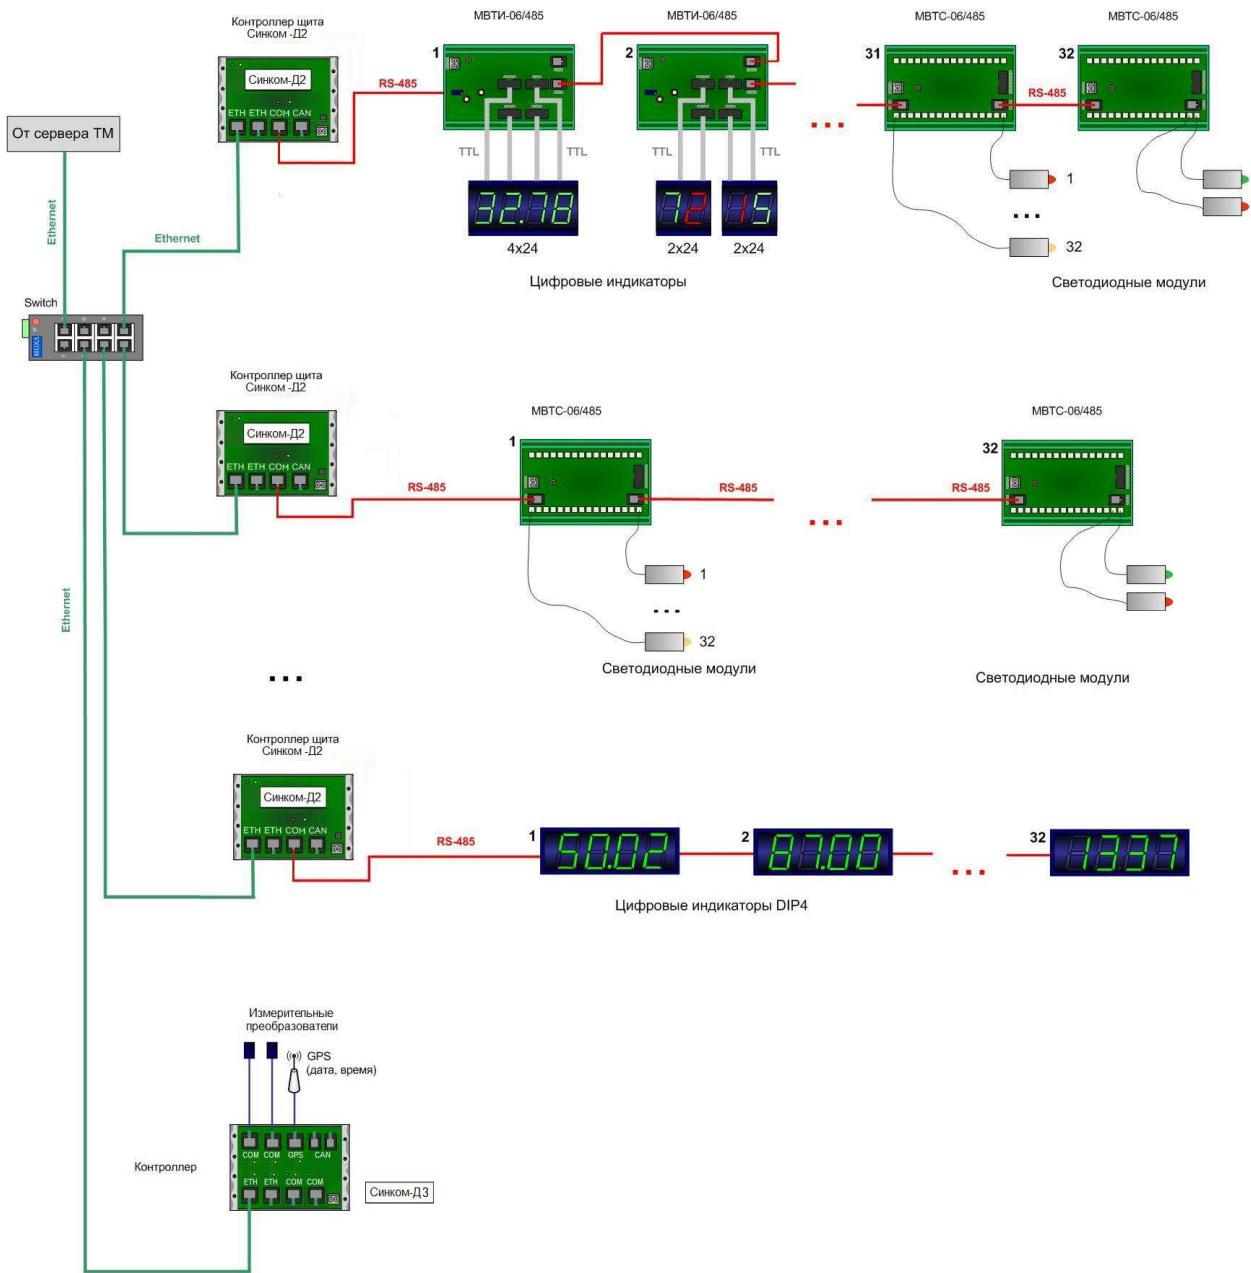 Контроллер щита
Синком -Д2
МВТИ-06/485
МВТИ-06/485
МВТС-06/485
МВТС-06/485
1
2
31
32
Синком-Д2
ETH ETH COM CAN
RS-485
RS-485
От сервера ТМ
TTL
TTL
TTL
TTL
32.78
72
15
1
...
32
4x24
2x24
2x24
Цифровые индикаторы
Светодиодные модули
Ethernet
Ethernet
Switch
MOXA
Контроллер щита
Синком -Д2
МВТС-06/485
МВТС-06/485
1
32
Синком-Д2
ETH ETH COM CAN
RS-485
RS-485
...
RS-485
1
...
32
Светодиодные модули
Светодиодные модули
Ethernet
...
Контроллер щита
Синком -Д2
Синком-Д2
ETH ETH COM CAN
RS-485
1
50.02
2
87.00
...
32
1337
Цифровые индикаторы DIP4
Измерительные
преобразователи
GPS
(дата, время)
COM COM GPS CAN
Контроллер
ETH ETH COM COM
Синком-Д3